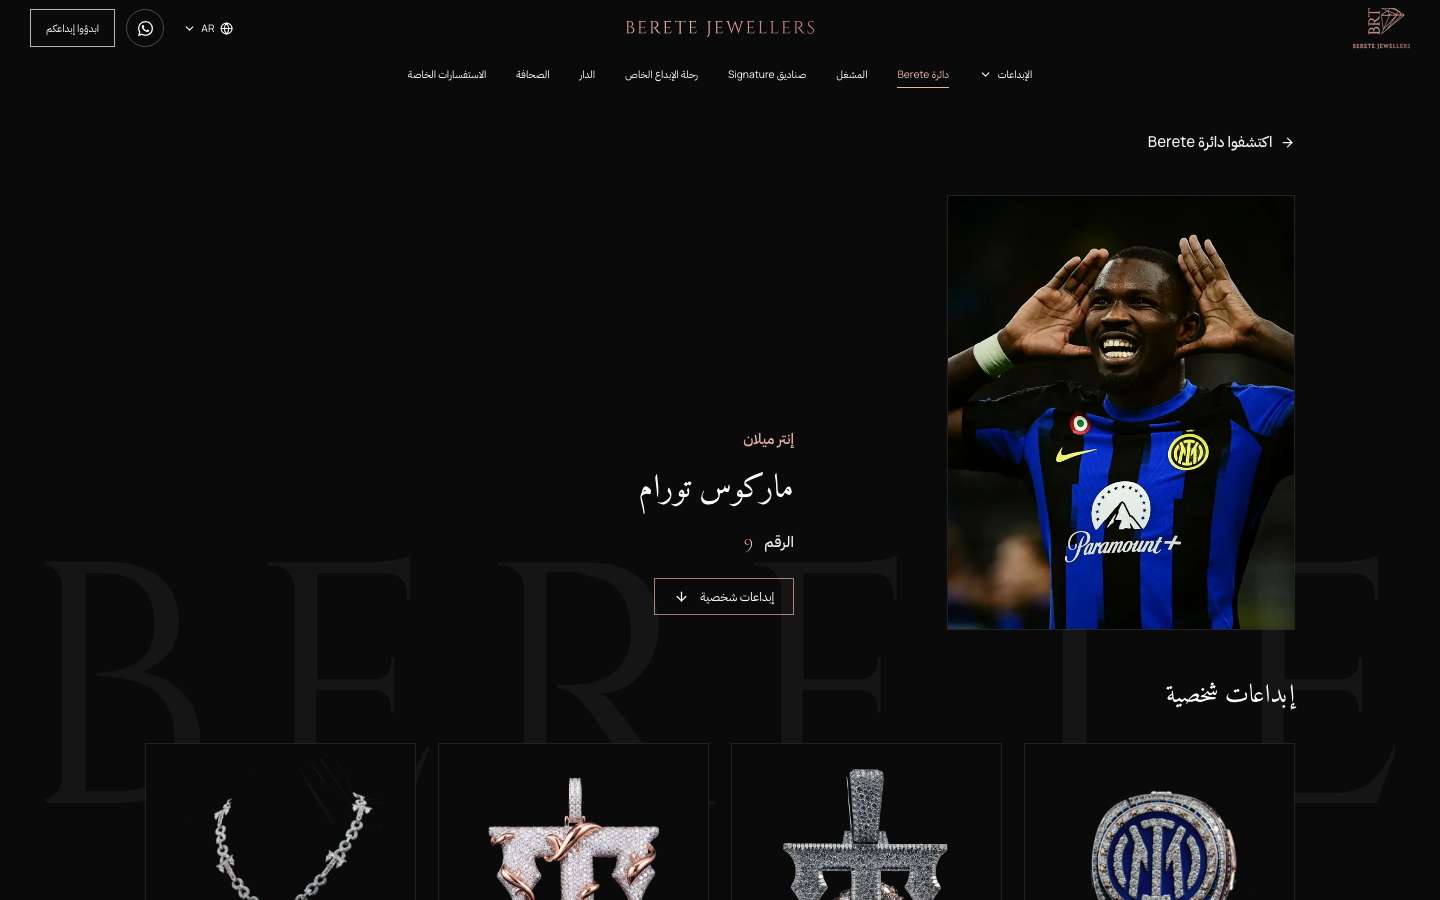 BRT
BERETE JEWELLERS
BERETE JEWELLERS
AR
ابدؤوا إبداعكم
الإبداعات
دائرة Berete
المشغل
صناديق Signature
رحلة الإبداع الخاص
الدار
الصحافة
الاستفسارات الخاصة
اكتشفوا دائرة Berete
Paramount+
إنتر ميلان
ماركوس تورام
الرقم 9
إبداعات شخصية
BERETE
إبداعات شخصية